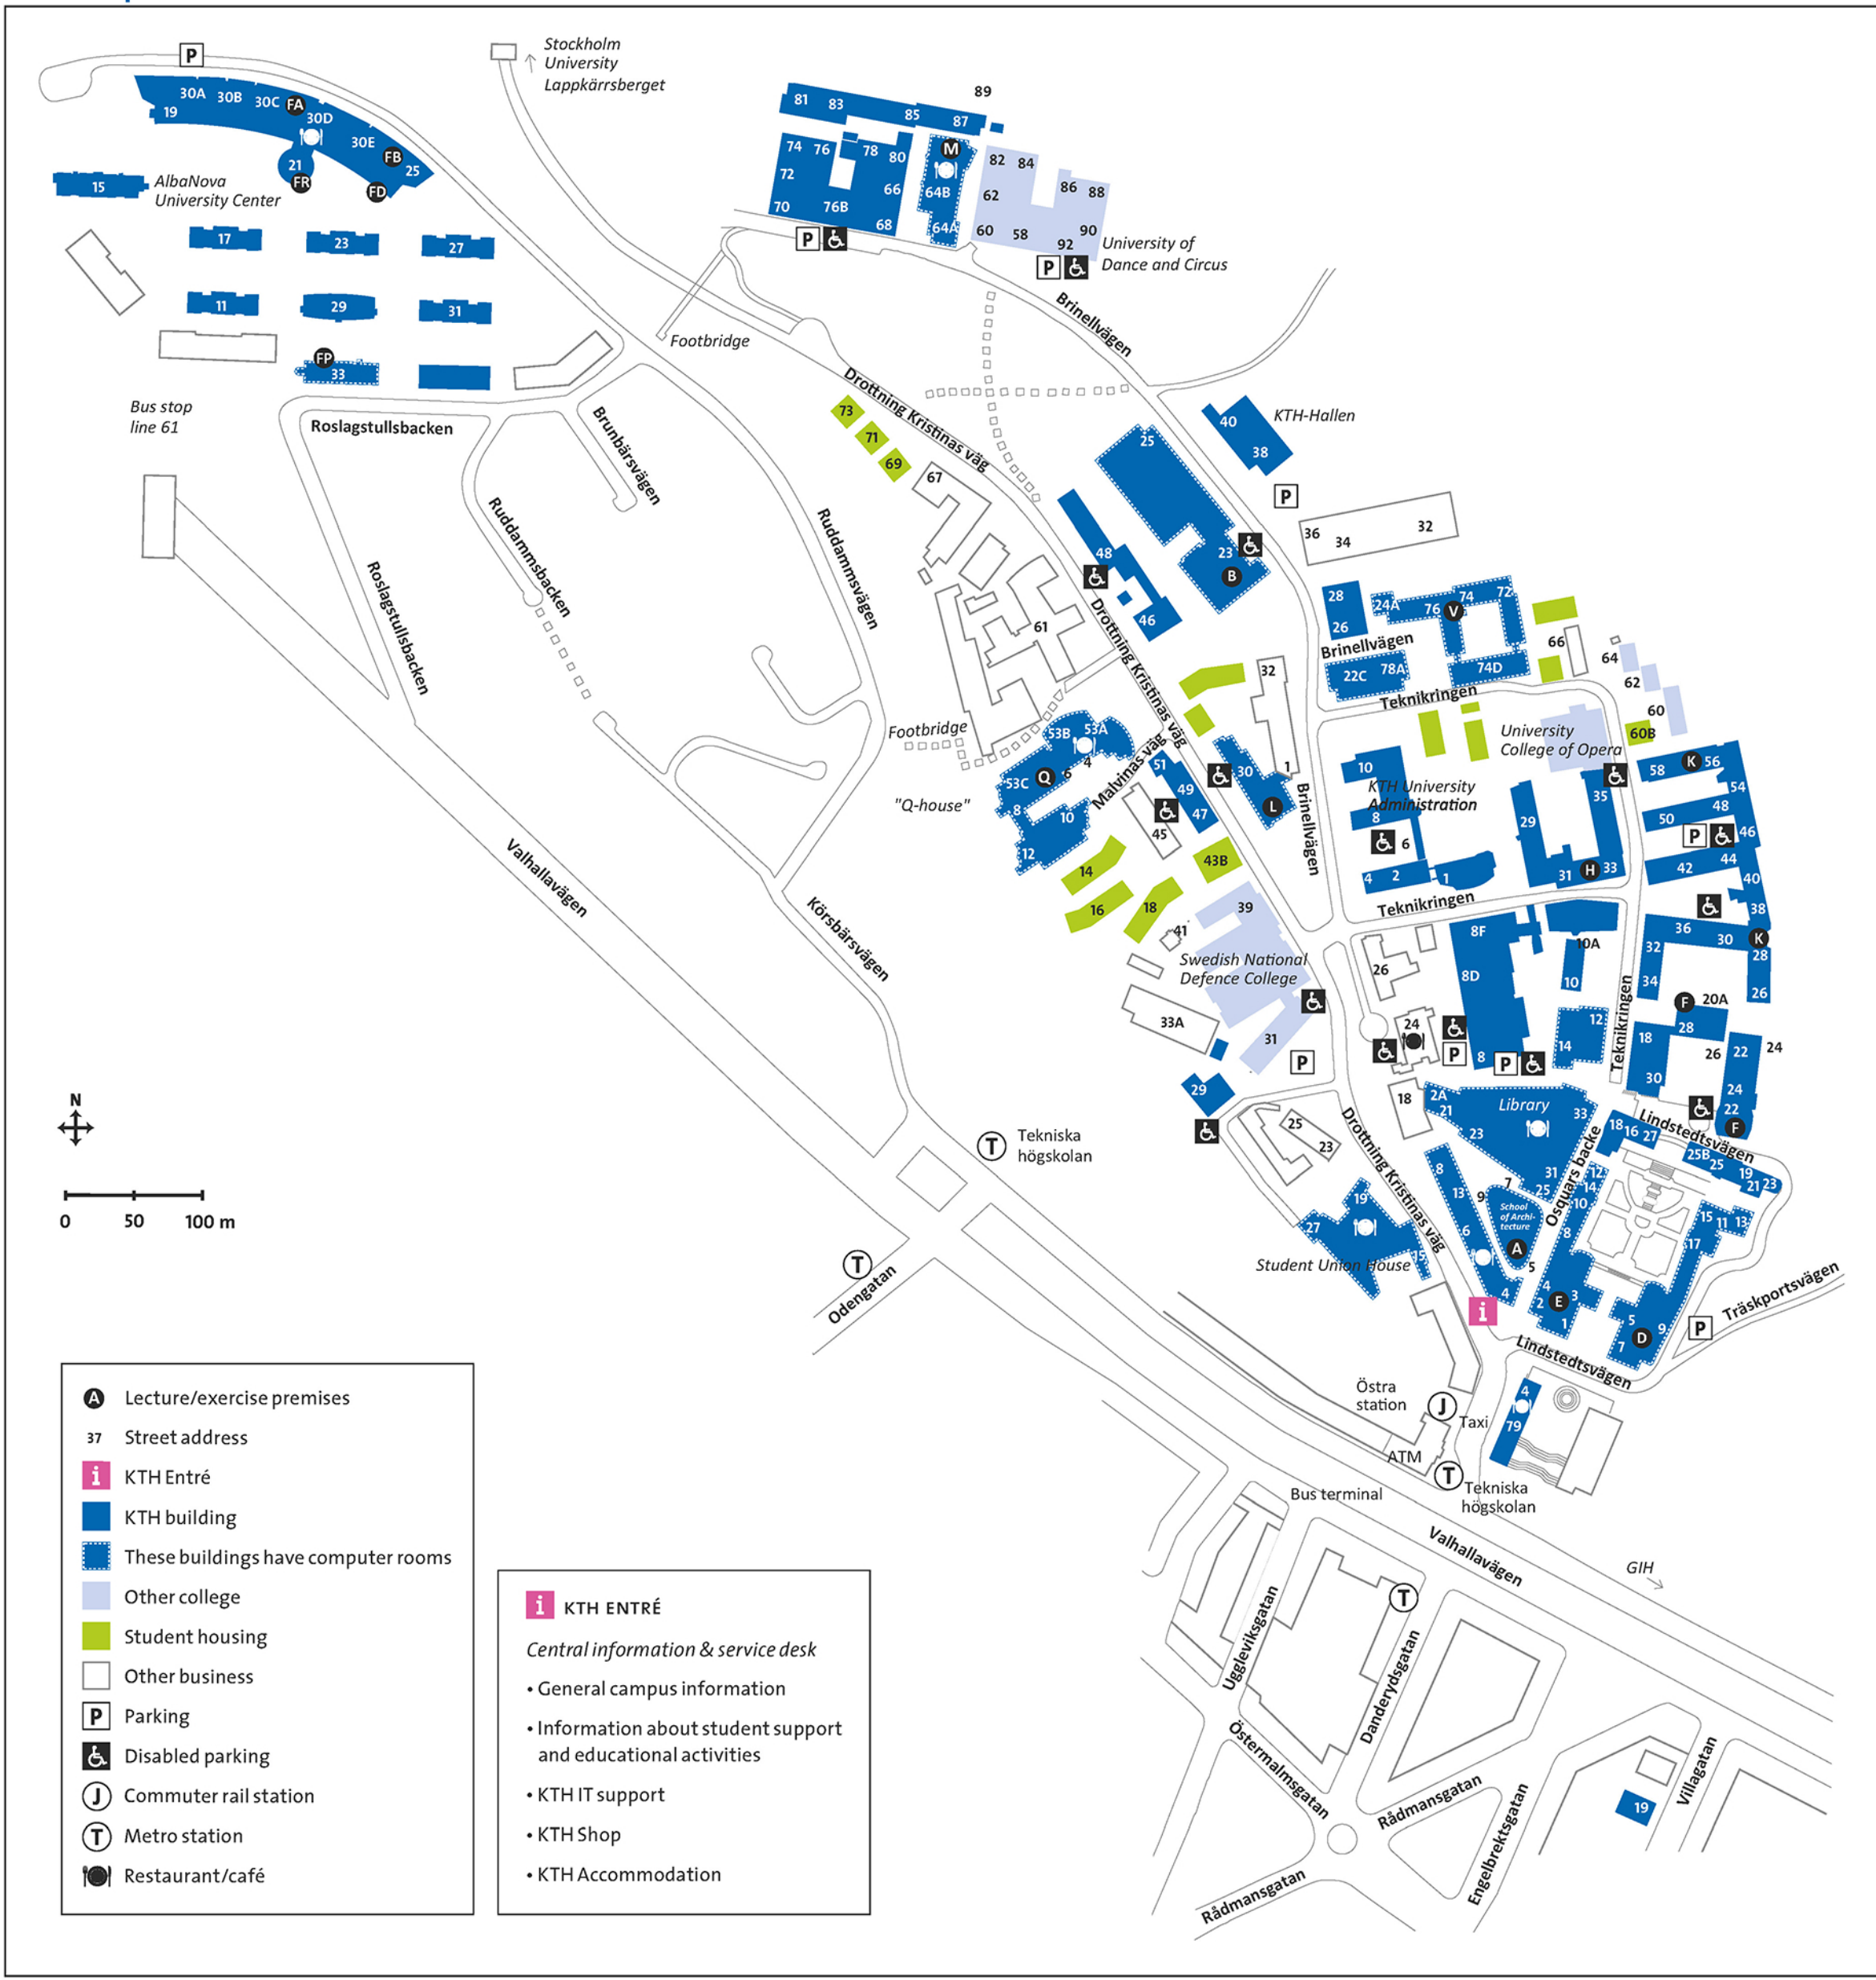 P
Stockholm
University
Lappkärrsberget
30A
30B
30C
FA
30D
19
30E
FB
25
21
FR
FD
15
AlbaNova
University Center
17
23
27
11
29
31
FP
33
Bus stop
line 61
Roslagstullsbacken
Brunbärsvägen
Ruddammsbacken
Roslagstullsbacken
Ruddammsvägen
Footbridge
81
83
85
87
89
74
76
78
80
72
66
70
76B
68
M
64B
64A
82
84
86
88
62
60
58
90
92
University of
Dance and Circus
P
P
Brinellvägen
Drottning Kristinas väg
73
71
69
67
61
25
40
38
KTH-Hallen
P
36
34
32
48
46
23
B
Drottning Kristinas väg
28
26
24A
76
V
74
72
Brinellvägen
22C
78A
74D
Teknikringen
66
64
62
60
60B
University
College of Opera
32
1
Footbridge
53B
53A
53C
Q
6
4
8
10
12
"Q-house"
Malvinas väg
51
49
47
45
30
L
Brinellvägen
43B
14
16
18
41
39
Swedish National
Defence College
33A
31
P
29
10
KTH University
Administration
8
6
4
2
1
29
35
31
H
33
Teknikringen
58
K
56
54
48
50
P
46
44
42
40
38
36
30
K
32
28
34
26
8F
8D
8
10A
10
12
14
26
24
P
P
Teknikringen
F
20A
28
18
26
22
24
30
24
22
F
Lindstedtsvägen
18
2A
21
23
Library
33
31
25
18
16
27
25B
25
19
21
23
Osquars backe
12
14
10
8
15
11
13
17
8
13
6
9
7
School
of Archi-
tecture
A
5
4
4
2
E
3
1
5
9
D
7
P
Träskportsvägen
Lindstedtsvägen
25
23
Drottning Kristinas väg
19
27
15
Student Union House
i
Valhallavägen
Körsbärsvägen
T
Tekniska
högskolan
T
Odengatan
N
0
50
100 m
Östra
station
J
Taxi
ATM
T
Tekniska
högskolan
4
79
Bus terminal
Valhallavägen
GIH
T
Uggleviksgatan
Danderydsgatan
Östermalmsgatan
Rådmansgatan
Rådmansgatan
Engelbrektsgatan
Villagatan
19
A Lecture/exercise premises
37 Street address
i KTH Entré
KTH building
These buildings have computer rooms
Other college
Student housing
Other business
P Parking
Disabled parking
J Commuter rail station
T Metro station
Restaurant/café
i KTH ENTRÉ
Central information & service desk
• General campus information
• Information about student support
and educational activities
• KTH IT support
• KTH Shop
• KTH Accommodation